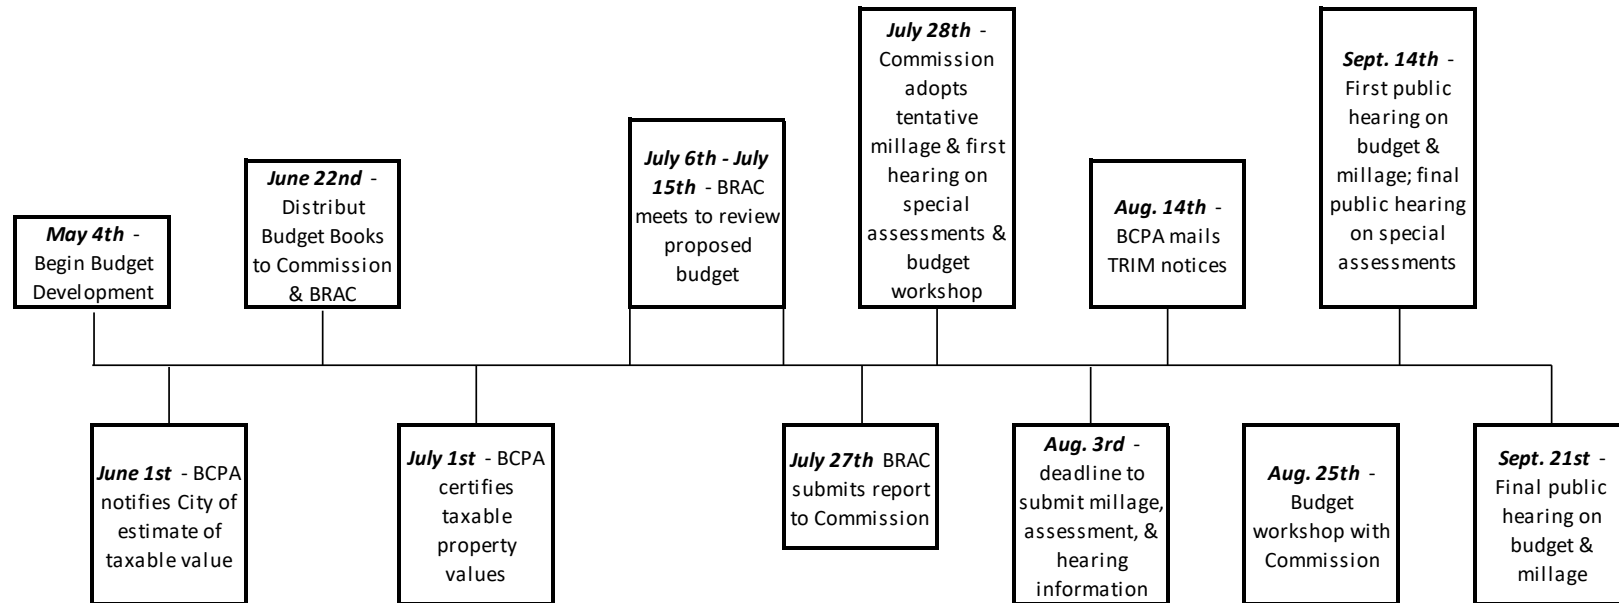 May 4th -
Begin Budget
Development
June 1st - BCPA
notifies City of
estimate of
taxable value
June 22nd -
Distribut
Budget Books
to Commission
& BRAC
July 1st - BCPA
certifies
taxable
property
values
July 6th - July
15th - BRAC
meets to review
proposed
budget
July 27th BRAC
submits report
to Commission
July 28th -
Commission
adopts
tentative
millage & first
hearing on
special
assessments &
budget
workshop
Aug. 3rd -
deadline to
submit millage,
assessment, &
hearing
information
Aug. 14th -
BCPA mails
TRIM notices
Aug. 25th -
Budget
workshop with
Commission
Sept. 14th -
First public
hearing on
budget &
millage; final
public hearing
on special
assessments
Sept. 21st -
Final public
hearing on
budget &
millage